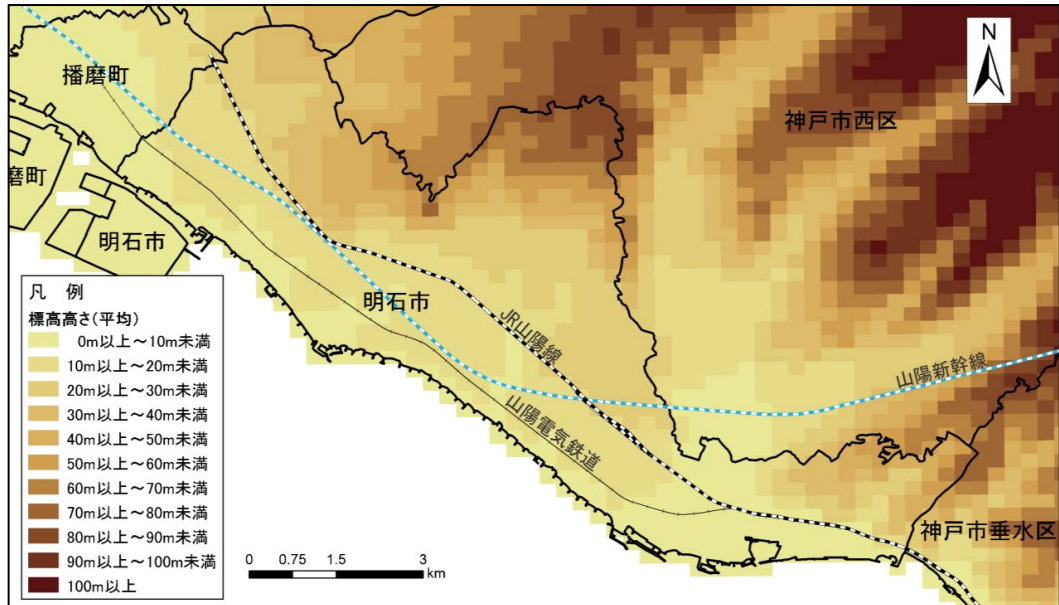 播磨町
N
神戸市西区
磨町
明石市
明石市
JR山陽線
山陽新幹線
山陽電気鉄道
神戸市垂水区
凡 例
標高高さ(平均)
0m以上~10m未満
10m以上~20m未満
20m以上~30m未満
30m以上~40m未満
40m以上~50m未満
50m以上~60m未満
60m以上~70m未満
70m以上~80m未満
80m以上~90m未満
90m以上~100m未満
100m以上
0 0.75 1.5 3
km